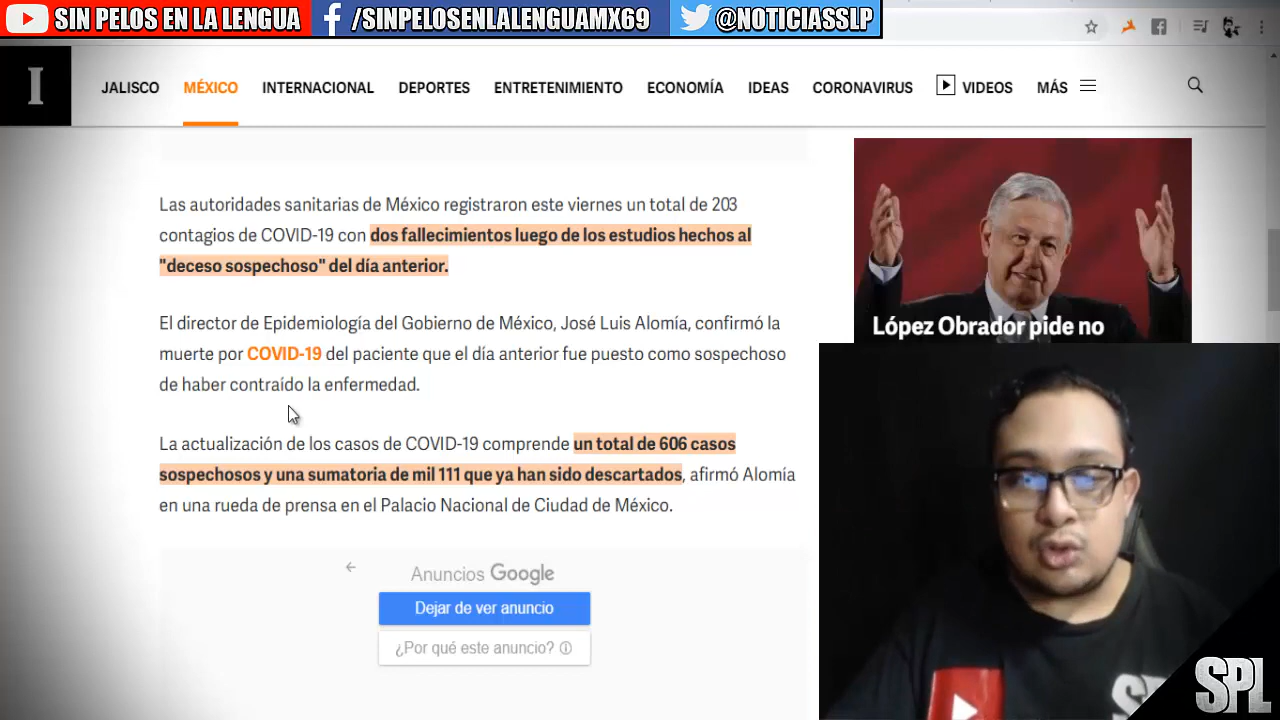 SIN PELOS EN LA LENGUA
/SINPELOSENLALENGUAMX69
@NOTICIASSLP
I
JALISCO
MÉXICO
INTERNACIONAL
DEPORTES
ENTRETENIMIENTO
ECONOMÍA
IDEAS
CORONAVIRUS
VIDEOS
MÁS
Las autoridades sanitarias de México registraron este viernes un total de 203
contagios de COVID-19 con dos fallecimientos luego de los estudios hechos al
"deceso sospechoso" del día anterior.
El director de Epidemiología del Gobierno de México, José Luis Alomía, confirmó la
muerte por COVID-19 del paciente que el día anterior fue puesto como sospechoso
de haber contraído la enfermedad.
La actualización de los casos de COVID-19 comprende un total de 606 casos
sospechosos y una sumatoria de mil 111 que ya han sido descartados, afirmó Alomía
en una rueda de prensa en el Palacio Nacional de Ciudad de México.
Anuncios Google
Dejar de ver anuncio
¿Por qué este anuncio?
López Obrador pide no
SPL
SPL